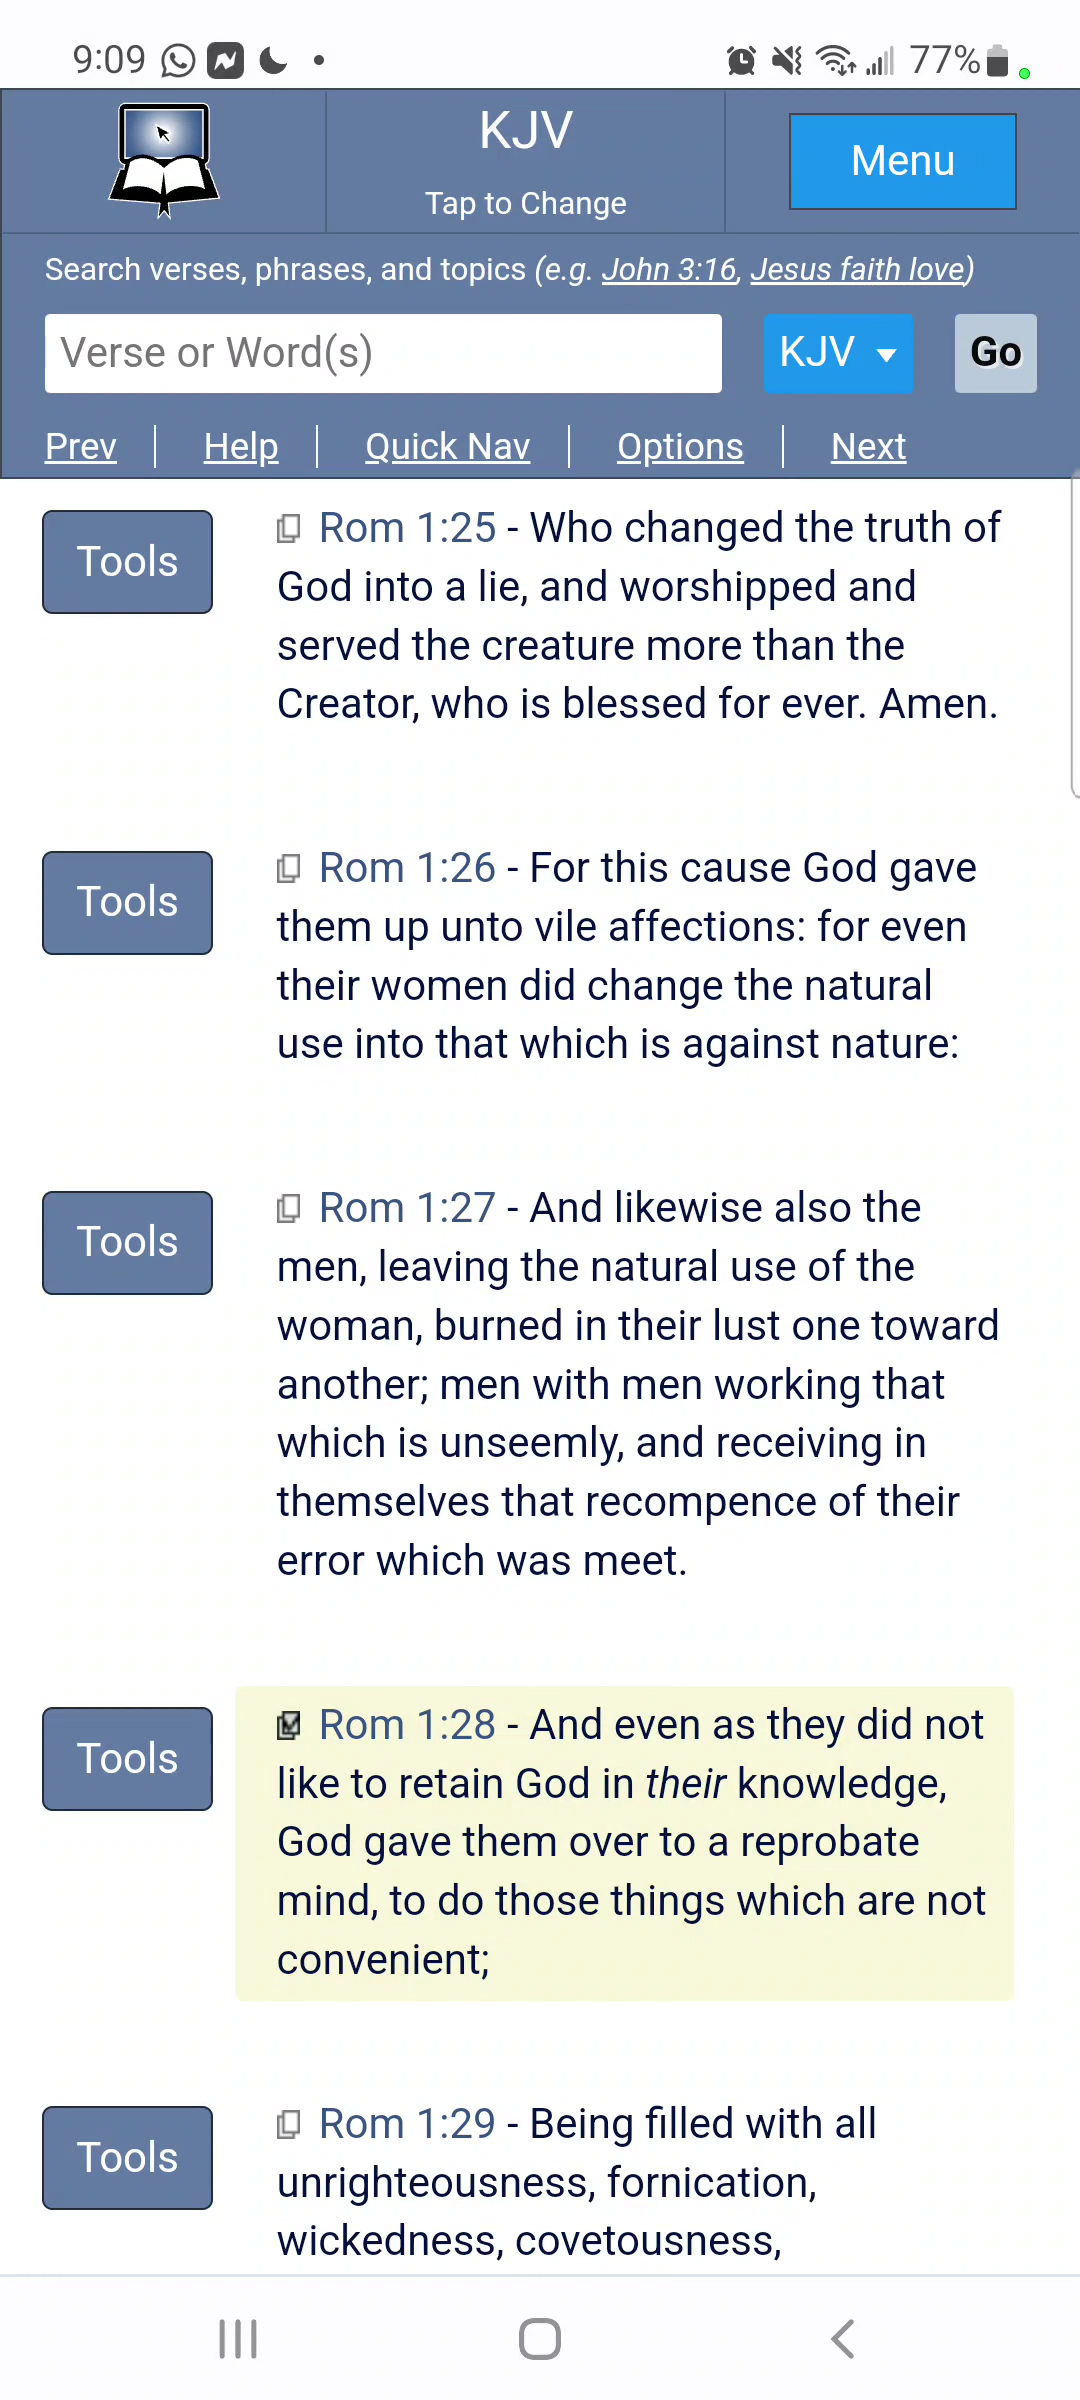 9:09 77%
KJV
Tap to Change
Menu
Search verses, phrases, and topics (e.g. John 3:16, Jesus faith love)
Verse or Word(s) KJV Go
Prev Help Quick Nav Options Next
Tools
Rom 1:25 - Who changed the truth of
God into a lie, and worshipped and
served the creature more than the
Creator, who is blessed for ever. Amen.
Tools
Rom 1:26 - For this cause God gave
them up unto vile affections: for even
their women did change the natural
use into that which is against nature:
Tools
Rom 1:27 - And likewise also the
men, leaving the natural use of the
woman, burned in their lust one toward
another; men with men working that
which is unseemly, and receiving in
themselves that recompence of their
error which was meet.
Tools
Rom 1:28 - And even as they did not
like to retain God in their knowledge,
God gave them over to a reprobate
mind, to do those things which are not
convenient;
Tools
Rom 1:29 - Being filled with all
unrighteousness, fornication,
wickedness, covetousness,